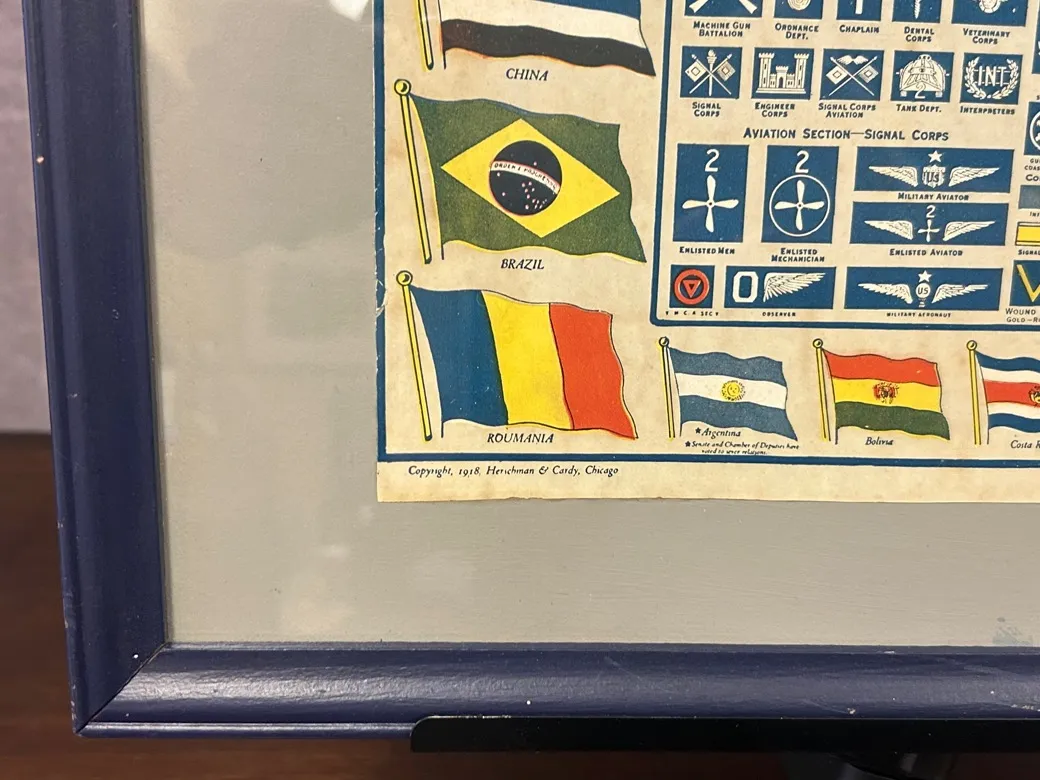 CHINA
ORDEM E PROGRESSO
BRAZIL
ROUMANIA
MACHINE GUN
BATTALION
ORDNANCE
DEPT.
CHAPLAIN
DENTAL
CORPS
VETERINARY
CORPS
2
INT.
SIGNAL
CORPS
ENGINEER
CORPS
SIGNAL CORPS
AVIATION
TANK DEPT.
INTERPRETERS
AVIATION SECTION—SIGNAL CORPS
2
2
US
MILITARY AVIATOR
2
ENLISTED MEN
ENLISTED
MECHANICIAN
ENLISTED AVIATOR
O
US
Y M C A SEC'Y
OBSERVER
MILITARY AERONAUT
WOUND
GOLD-R
★Argentina
★Senate and Chamber of Deputies have
voted to sever relations.
Bolivia
Costa R
Copyright, 1918, Herschman & Cardy, Chicago